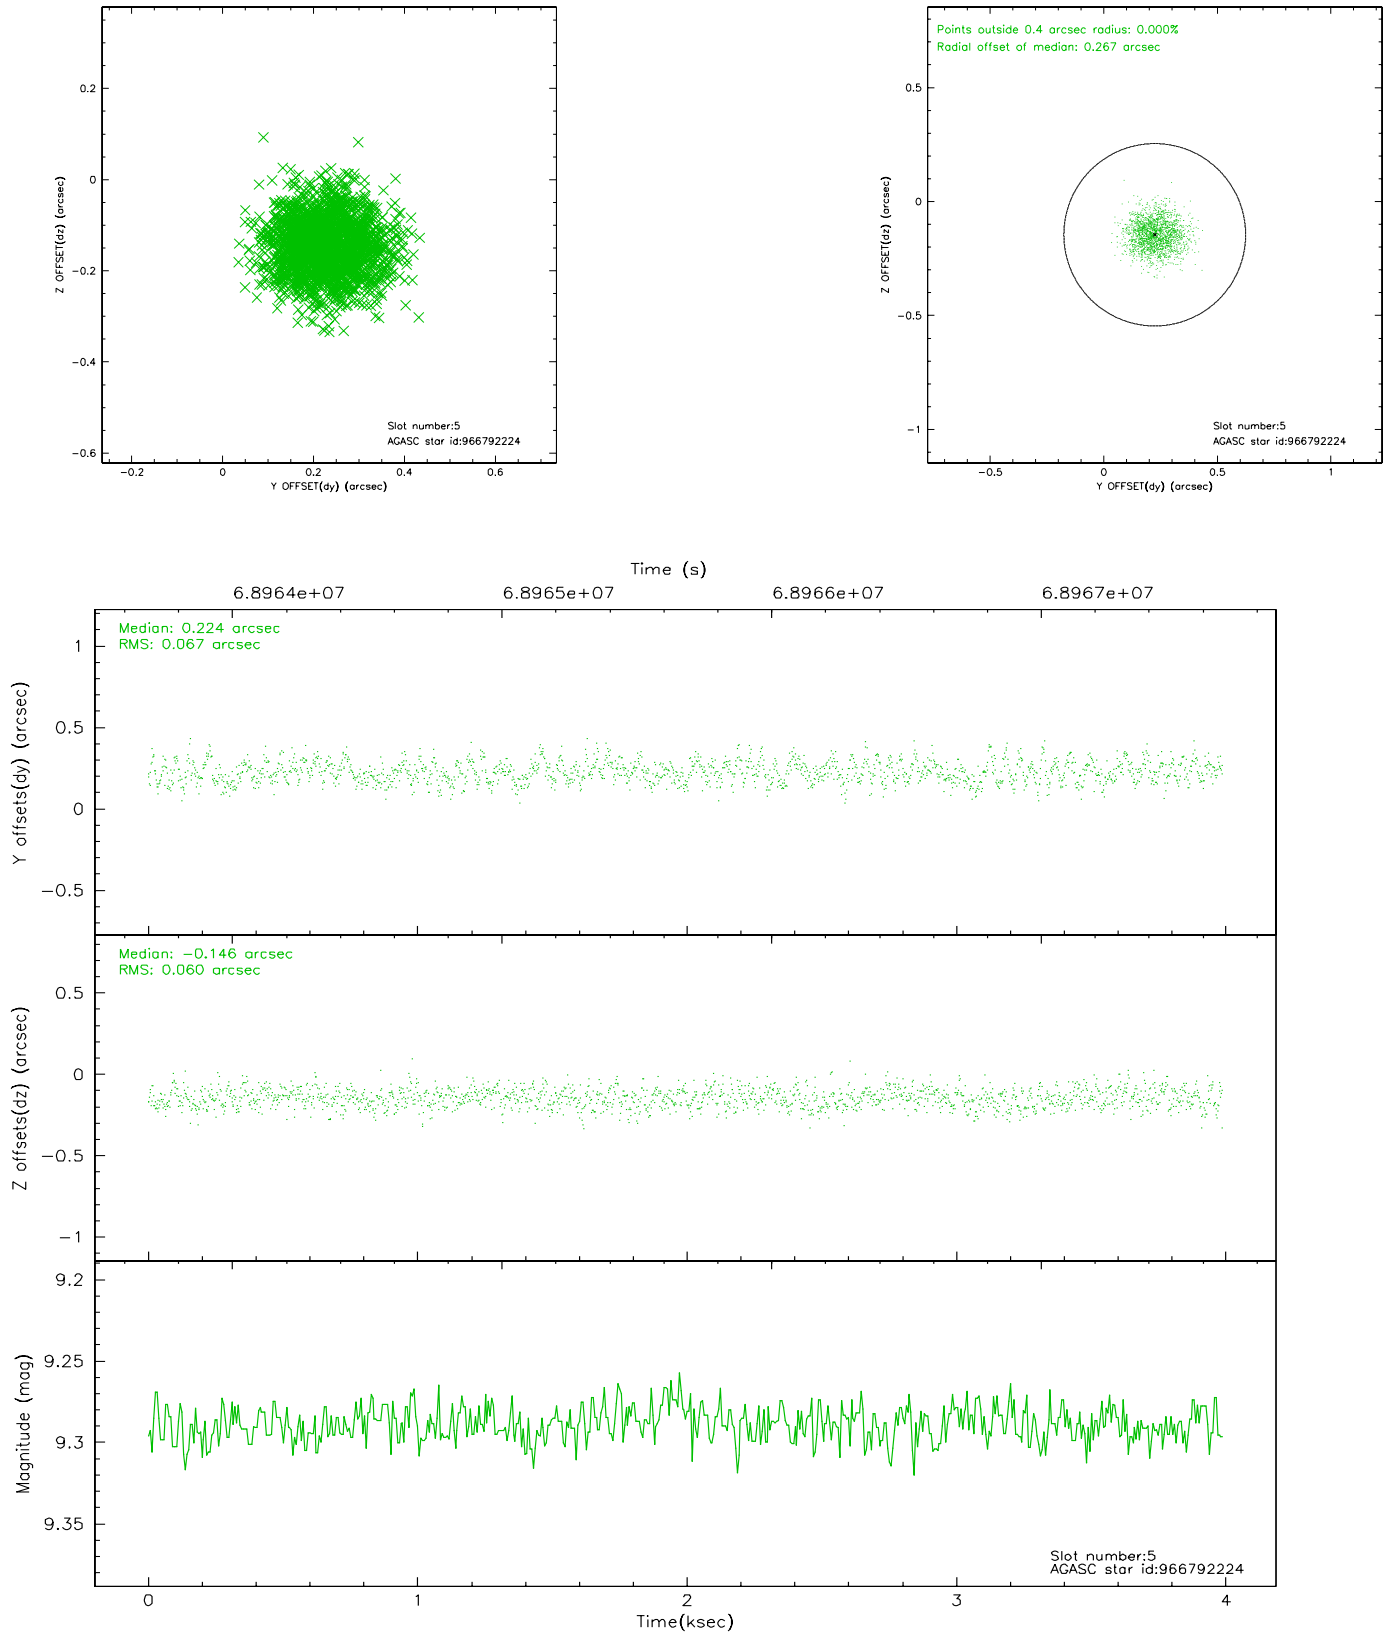 0.2
0
-0.2
-0.4
-0.6
Z OFFSET(dz) (arcsec)
Slot number:5
AGASC star id:966792224
-0.2 0 0.2 0.4 0.6
Y OFFSET(dy) (arcsec)
Points outside 0.4 arcsec radius: 0.000%
Radial offset of median: 0.267 arcsec
0.5
0
-0.5
-1
Z OFFSET(dz) (arcsec)
Slot number:5
AGASC star id:966792224
-0.5 0 0.5 1
Y OFFSET(dy) (arcsec)
Time (s)
6.8964e+07 6.8965e+07 6.8966e+07 6.8967e+07
Median: 0.224 arcsec
RMS: 0.067 arcsec
1
0.5
0
-0.5
Y offsets(dy) (arcsec)
Median: -0.146 arcsec
RMS: 0.060 arcsec
0.5
0
-0.5
-1
Z offsets(dz) (arcsec)
9.2
9.25
9.3
9.35
Magnitude (mag)
Slot number:5
AGASC star id:966792224
0 1 2 3 4
Time(ksec)